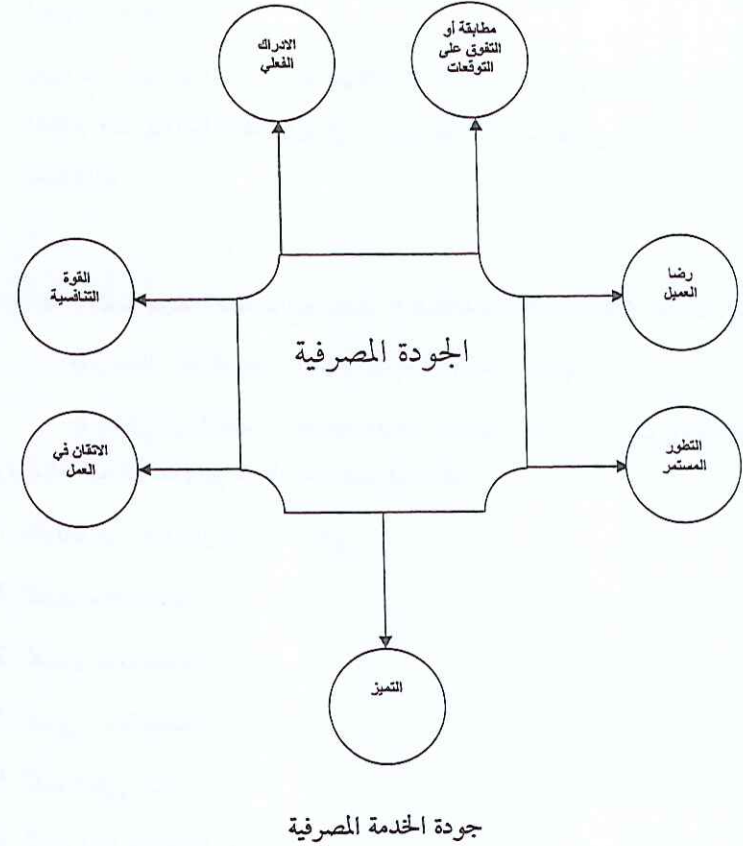 مطابقة أو
التفوق على
التوقعات
الادراك
الفعلي
رضا
العميل
القوة
التنافسية
الجودة المصرفية
التطور
المستمر
الاتقان في
العمل
التميز
جودة الخدمة المصرفية